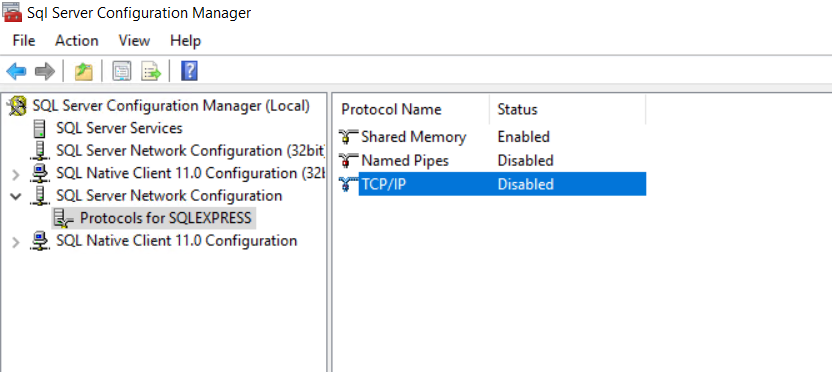 Sql Server Configuration Manager
File Action View Help
SQL Server Configuration Manager (Local)
SQL Server Services
SQL Server Network Configuration (32bit
SQL Native Client 11.0 Configuration (32b
SQL Server Network Configuration
Protocols for SQLEXPRESS
SQL Native Client 11.0 Configuration
Protocol Name Status
Shared Memory Enabled
Named Pipes Disabled
TCP/IP Disabled